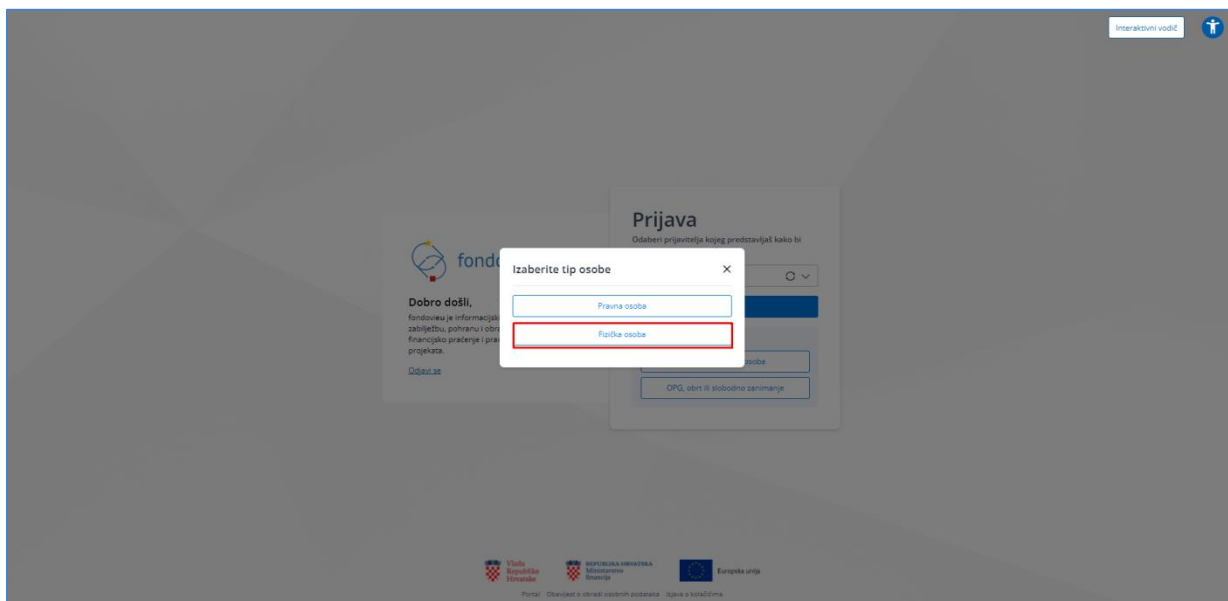 Interaktivni vodič
Prijava
Odaberi prijavitelja kojeg predstavljaš kako bi
fondo
Izaberite tip osobe
Pravna osoba
Fizička osoba
Dobro došli,
fondovieu je informacijsk
zabilježbu, pohranu i obra
financijsko praćenje i pra
projekata.
Odjavi se
osoba
OPG, obrt ili slobodno zanimanje
Vlada
Republike
Hrvatske
REPUBLIKA HRVATSKA
Ministarstvo
financija
Europska unija
Portal Obavijest o obradi osobnih podataka Izjava o kolačićima